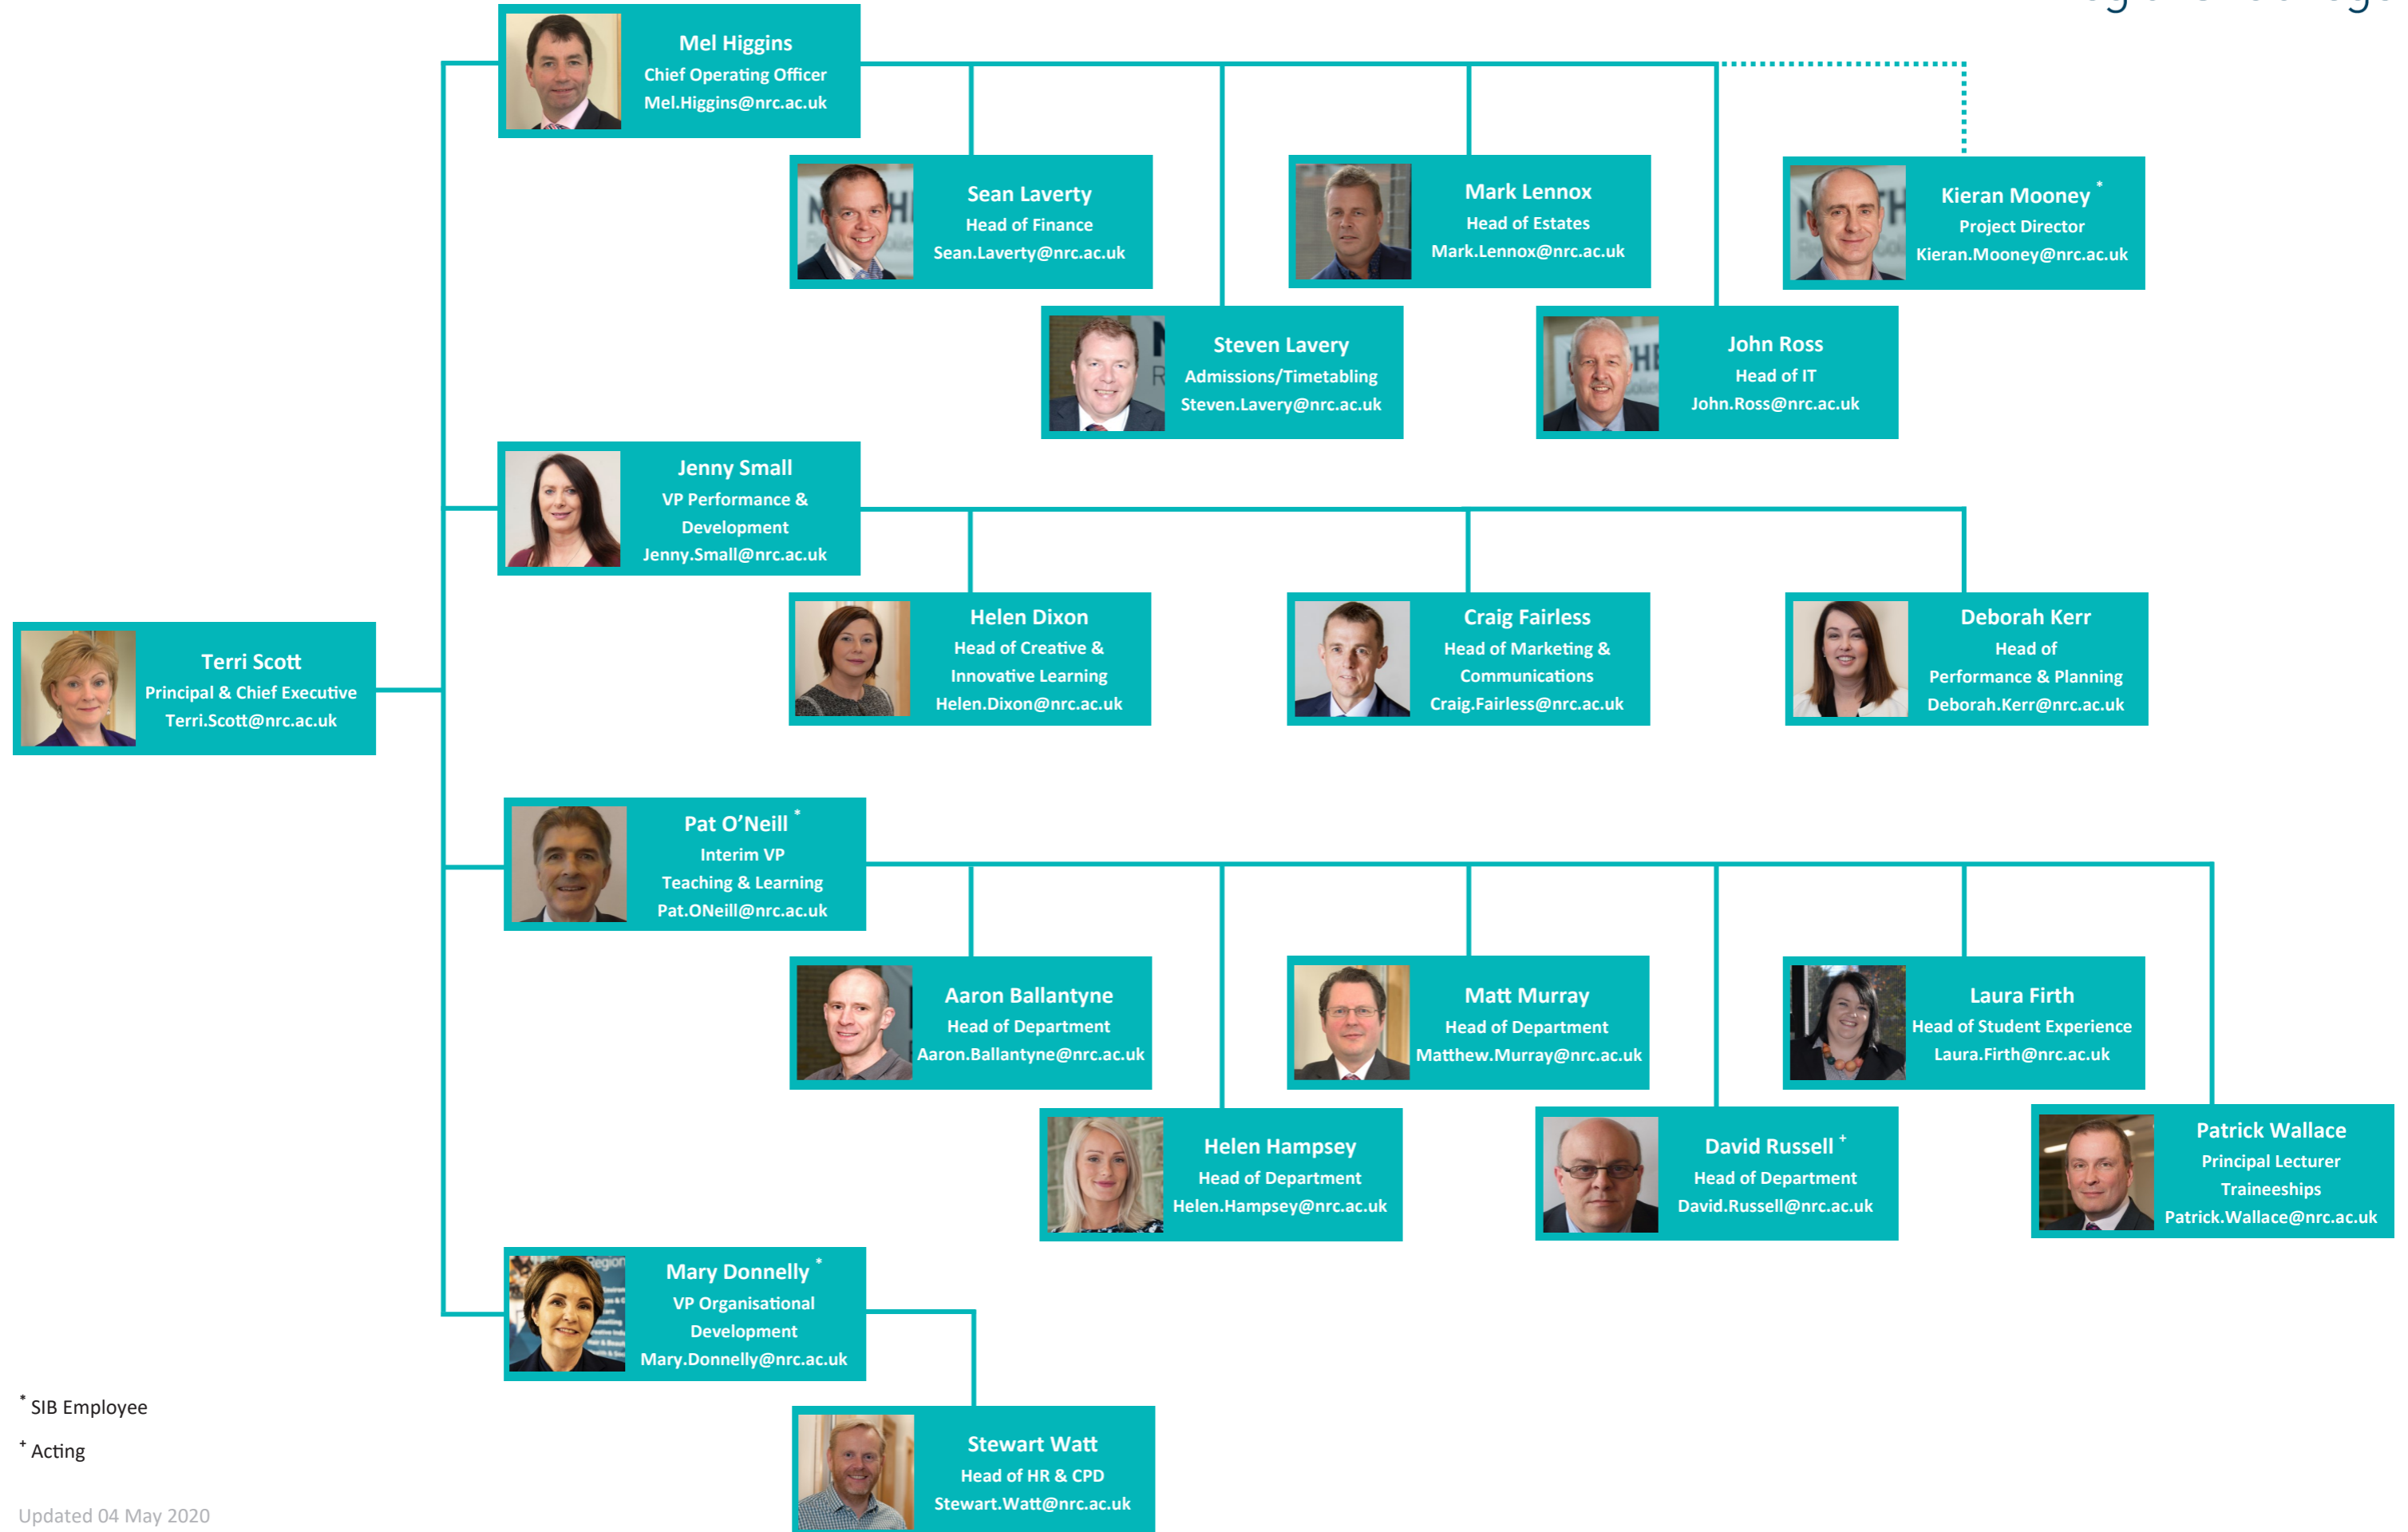 Mel Higgins
Chief Operating Officer
Mel.Higgins@nrc.ac.uk
Sean Laverty
Head of Finance
Sean.Laverty@nrc.ac.uk
Mark Lennox
Head of Estates
Mark.Lennox@nrc.ac.uk
Kieran Mooney *
Project Director
Kieran.Mooney@nrc.ac.uk
Steven Lavery
Admissions/Timetabling
Steven.Lavery@nrc.ac.uk
John Ross
Head of IT
John.Ross@nrc.ac.uk
Jenny Small
VP Performance &
Development
Jenny.Small@nrc.ac.uk
Helen Dixon
Head of Creative &
Innovative Learning
Helen.Dixon@nrc.ac.uk
Craig Fairless
Head of Marketing &
Communications
Craig.Fairless@nrc.ac.uk
Deborah Kerr
Head of
Performance & Planning
Deborah.Kerr@nrc.ac.uk
Terri Scott
Principal & Chief Executive
Terri.Scott@nrc.ac.uk
Pat O’Neill *
Interim VP
Teaching & Learning
Pat.ONeill@nrc.ac.uk
Aaron Ballantyne
Head of Department
Aaron.Ballantyne@nrc.ac.uk
Matt Murray
Head of Department
Matthew.Murray@nrc.ac.uk
Laura Firth
Head of Student Experience
Laura.Firth@nrc.ac.uk
Helen Hampsey
Head of Department
Helen.Hampsey@nrc.ac.uk
David Russell +
Head of Department
David.Russell@nrc.ac.uk
Patrick Wallace
Principal Lecturer
Traineeships
Patrick.Wallace@nrc.ac.uk
Mary Donnelly *
VP Organisational
Development
Mary.Donnelly@nrc.ac.uk
Stewart Watt
Head of HR & CPD
Stewart.Watt@nrc.ac.uk
* SIB Employee
+ Acting
Updated 04 May 2020